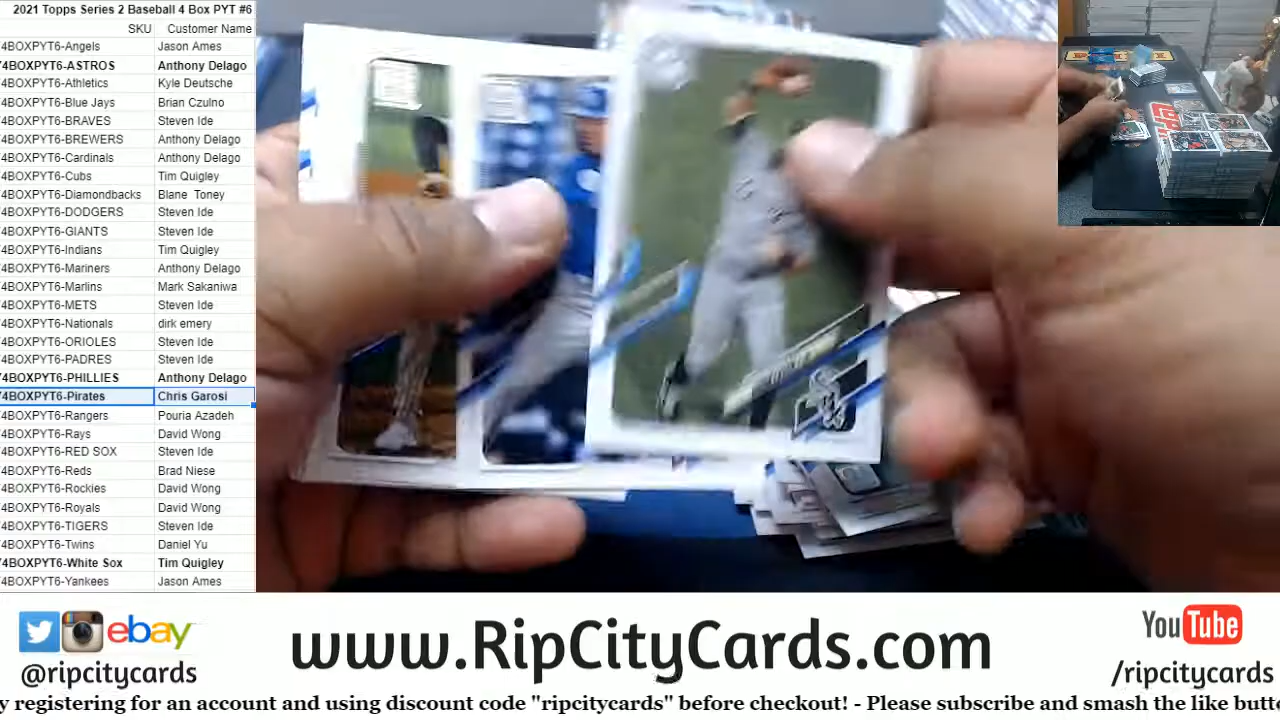 2021 Topps Series 2 Baseball 4 Box PYT #6
SKU Customer Name
4BOXPYT6-Angels Jason Ames
4BOXPYT6-ASTROS Anthony Delago
4BOXPYT6-Athletics Kyle Deutsche
4BOXPYT6-Blue Jays Brian Czulno
4BOXPYT6-BRAVES Steven Ide
4BOXPYT6-BREWERS Anthony Delago
4BOXPYT6-Cardinals Anthony Delago
4BOXPYT6-Cubs Tim Quigley
4BOXPYT6-Diamondbacks Blane Toney
4BOXPYT6-DODGERS Steven Ide
4BOXPYT6-GIANTS Steven Ide
4BOXPYT6-Indians Tim Quigley
4BOXPYT6-Mariners Anthony Delago
4BOXPYT6-Marlins Mark Sakaniwa
4BOXPYT6-METS Steven Ide
4BOXPYT6-Nationals dirk emery
4BOXPYT6-ORIOLES Steven Ide
4BOXPYT6-PADRES Steven Ide
4BOXPYT6-PHILLIES Anthony Delago
4BOXPYT6-Pirates Chris Garosi
4BOXPYT6-Rangers Pouria Azadeh
4BOXPYT6-Rays David Wong
4BOXPYT6-RED SOX Steven Ide
4BOXPYT6-Reds Brad Niese
4BOXPYT6-Rockies David Wong
4BOXPYT6-Royals David Wong
4BOXPYT6-TIGERS Steven Ide
4BOXPYT6-Twins Daniel Yu
4BOXPYT6-White Sox Tim Quigley
4BOXPYT6-Yankees Jason Ames
ebay
@ripcitycards
www.RipCityCards.com
YouTube
/ripcitycards
y registering for an account and using discount code "ripcitycards" before checkout! - Please subscribe and smash the like butt